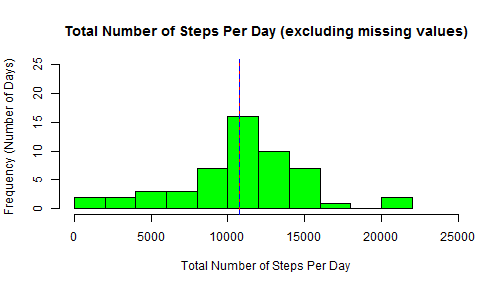 Total Number of Steps Per Day (excluding missing values)
Frequency (Number of Days)
25
20
15
10
5
0
0 5000 10000 15000 20000 25000
Total Number of Steps Per Day